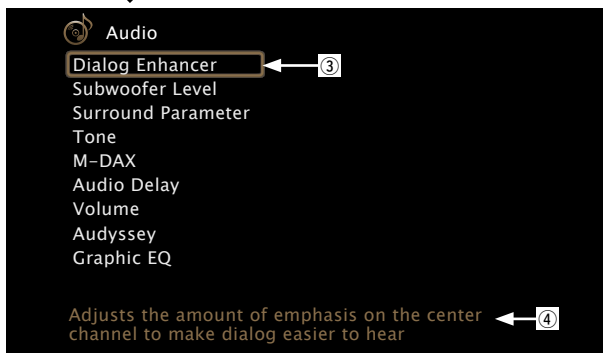 Audio
Dialog Enhancer
③
Subwoofer Level
Surround Parameter
Tone
M-DAX
Audio Delay
Volume
Audyssey
Graphic EQ
Adjusts the amount of emphasis on the center
④
channel to make dialog easier to hear